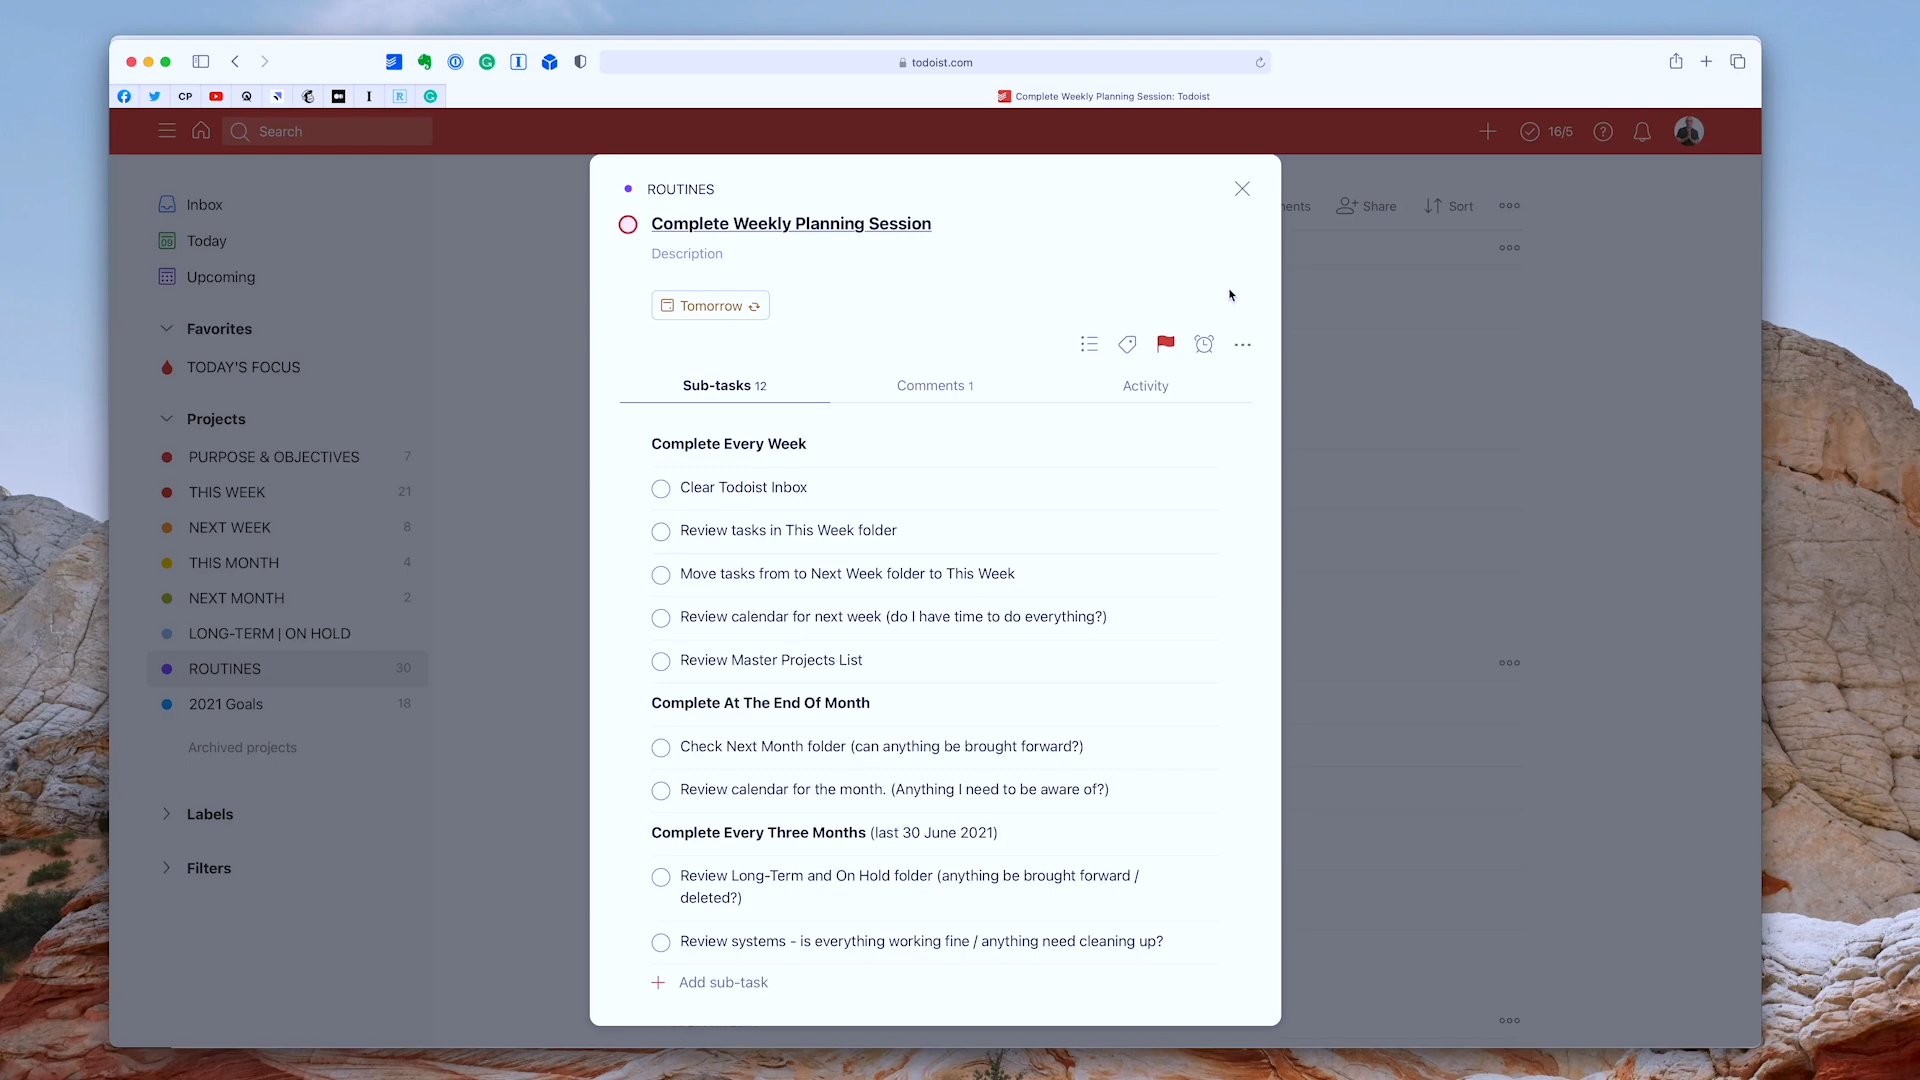 todoist.com
CP
Complete Weekly Planning Session: Todoist
Search
16/5
Inbox
09
Today
Upcoming
Favorites
TODAY'S FOCUS
Projects
PURPOSE & OBJECTIVES 7
THIS WEEK 21
NEXT WEEK 8
THIS MONTH 4
NEXT MONTH 2
LONG-TERM | ON HOLD
ROUTINES 30
2021 Goals 18
Archived projects
Labels
Filters
Share
Sort
ROUTINES
Complete Weekly Planning Session
Description
Tomorrow
Sub-tasks 12
Comments 1
Activity
Complete Every Week
Clear Todoist Inbox
Review tasks in This Week folder
Move tasks from to Next Week folder to This Week
Review calendar for next week (do I have time to do everything?)
Review Master Projects List
Complete At The End Of Month
Check Next Month folder (can anything be brought forward?)
Review calendar for the month. (Anything I need to be aware of?)
Complete Every Three Months (last 30 June 2021)
Review Long-Term and On Hold folder (anything be brought forward /
deleted?)
Review systems - is everything working fine / anything need cleaning up?
Add sub-task